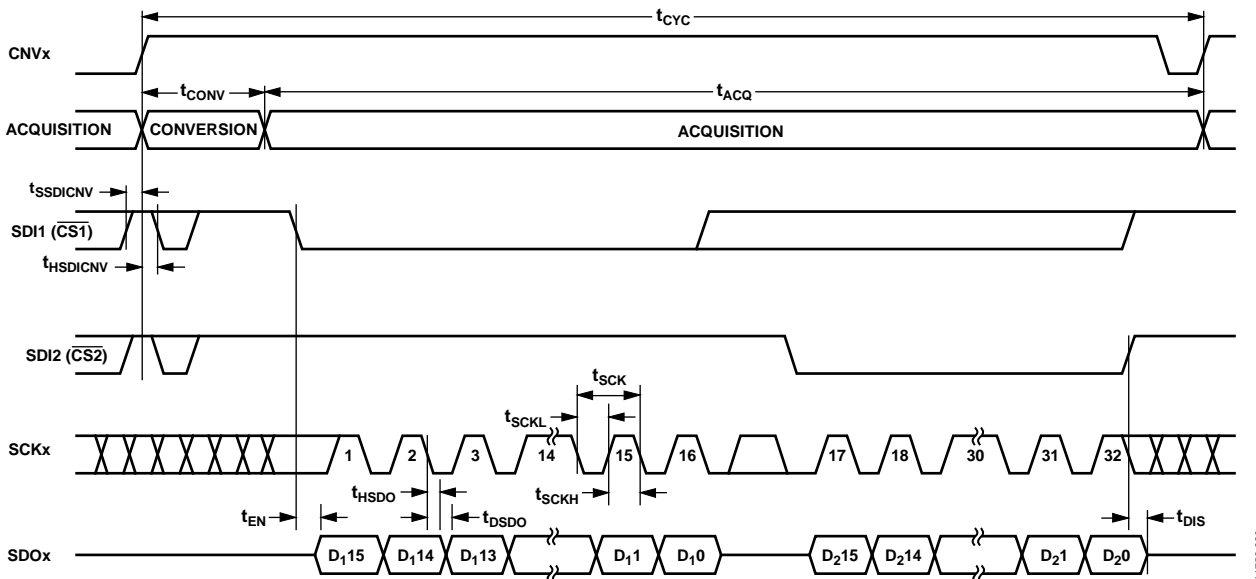 tCYC
CNVx
tCONV
tACQ
ACQUISITION CONVERSION ACQUISITION
tSSDICNV
SDI1 (CS1)
tHSDICNV
SDI2 (CS2)
tSCK
tSCKL
SCKx 1 2 3 14 15 16 17 18 30 31 32
tHSDO
tSCKH
tEN
tDSDO
tDIS
SDOx D115 D114 D113 D11 D10 D215 D214 D21 D20